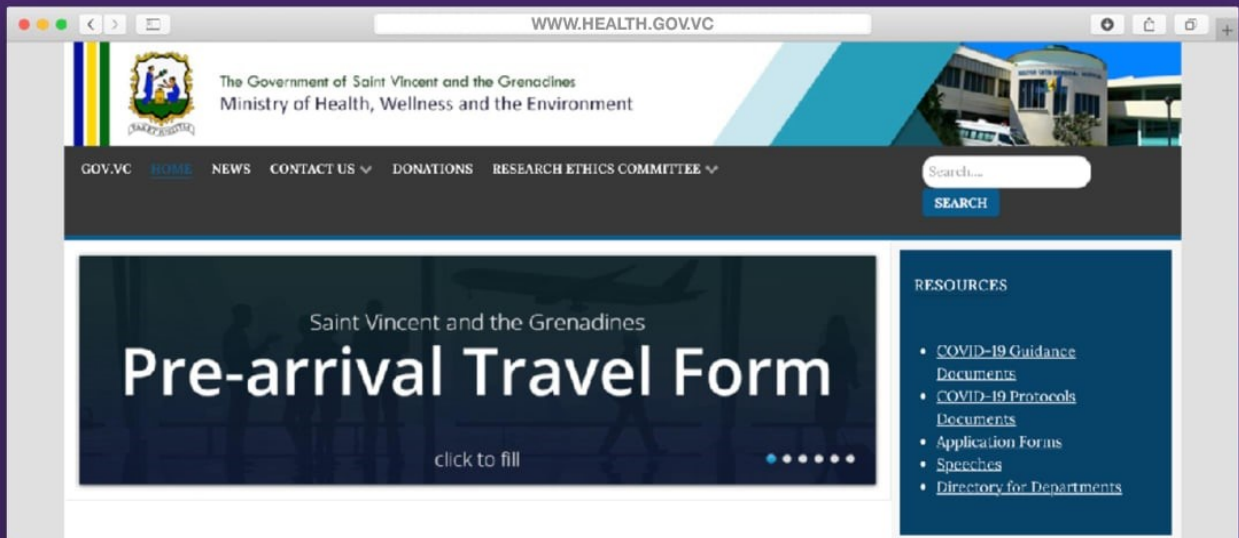 WWW.HEALTH.GOV.VC
The Government of Saint Vincent and the Grenadines
Ministry of Health, Wellness and the Environment
GOV.VC HOME NEWS CONTACT US DONATIONS RESEARCH ETHICS COMMITTEE
Search....
SEARCH
Saint Vincent and the Grenadines
Pre-arrival Travel Form
click to fill
RESOURCES
• COVID-19 Guidance
Documents
• COVID-19 Protocols
Documents
• Application Forms
• Speeches
• Directory for Departments